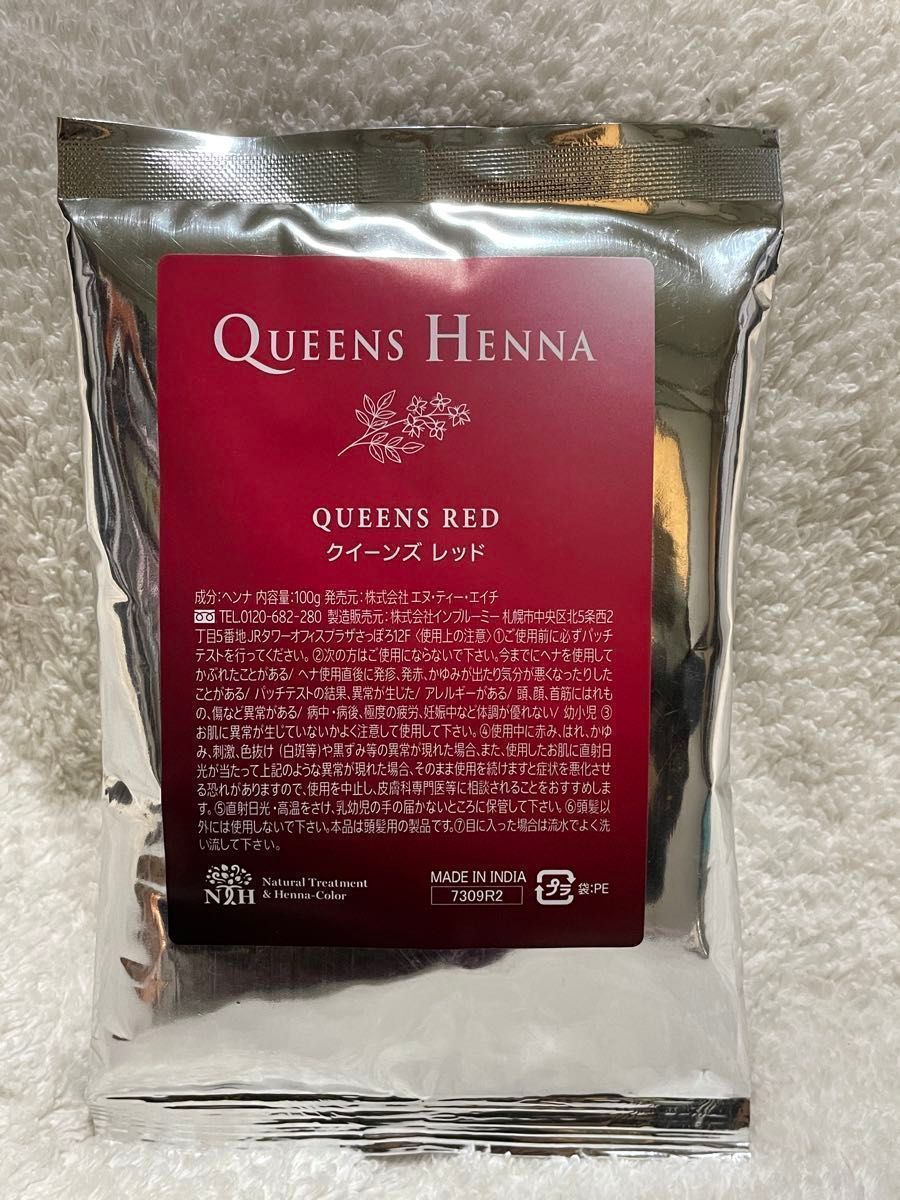 QUEENS HENNA
QUEENS RED
クイーンズ レッド
成分:ヘンナ 内容量:100g 発売元:株式会社 エヌ・ティー・エイチ
TEL0120-682-280 製造販売元:株式会社インプルーミー 札幌市中央区北5条西2
丁目5番地JRタワーオフィスプラザさっぽろ12F 〈使用上の注意〉①ご使用前に必ずパッチ
テストを行ってください。②次の方はご使用にならないで下さい。今までにヘナを使用して
かぶれたことがある/ ヘナ使用直後に発疹、発赤、かゆみが出たり気分が悪くなったりした
ことがある/ パッチテストの結果、異常が生じた/ アレルギーがある/ 頭、顔、首筋にはれも
の、傷など異常がある/ 病中・病後、極度の疲労、妊娠中など体調が優れない/ 幼小児 ③
お肌に異常が生じていないかよく注意して使用して下さい。④使用中に赤み、はれ、かゆ
み、刺激、色抜け (白斑等)や黒ずみ等の異常が現れた場合、また、使用したお肌に直射日
光が当たって上記のような異常が現れた場合、そのまま使用を続けますと症状を悪化させ
る恐れがありますので、使用を中止し、皮膚科専門医等に相談されることをおすすめしま
す。⑤直射日光・高温をさけ、乳幼児の手の届かないところに保管して下さい。⑥頭髪以
外には使用しないで下さい。本品は頭髪用の製品です。⑦目に入った場合は流水でよく洗
い流して下さい。
NTH Natural Treatment
& Henna-Color
MADE IN INDIA
7309R2
プラ 袋:PE